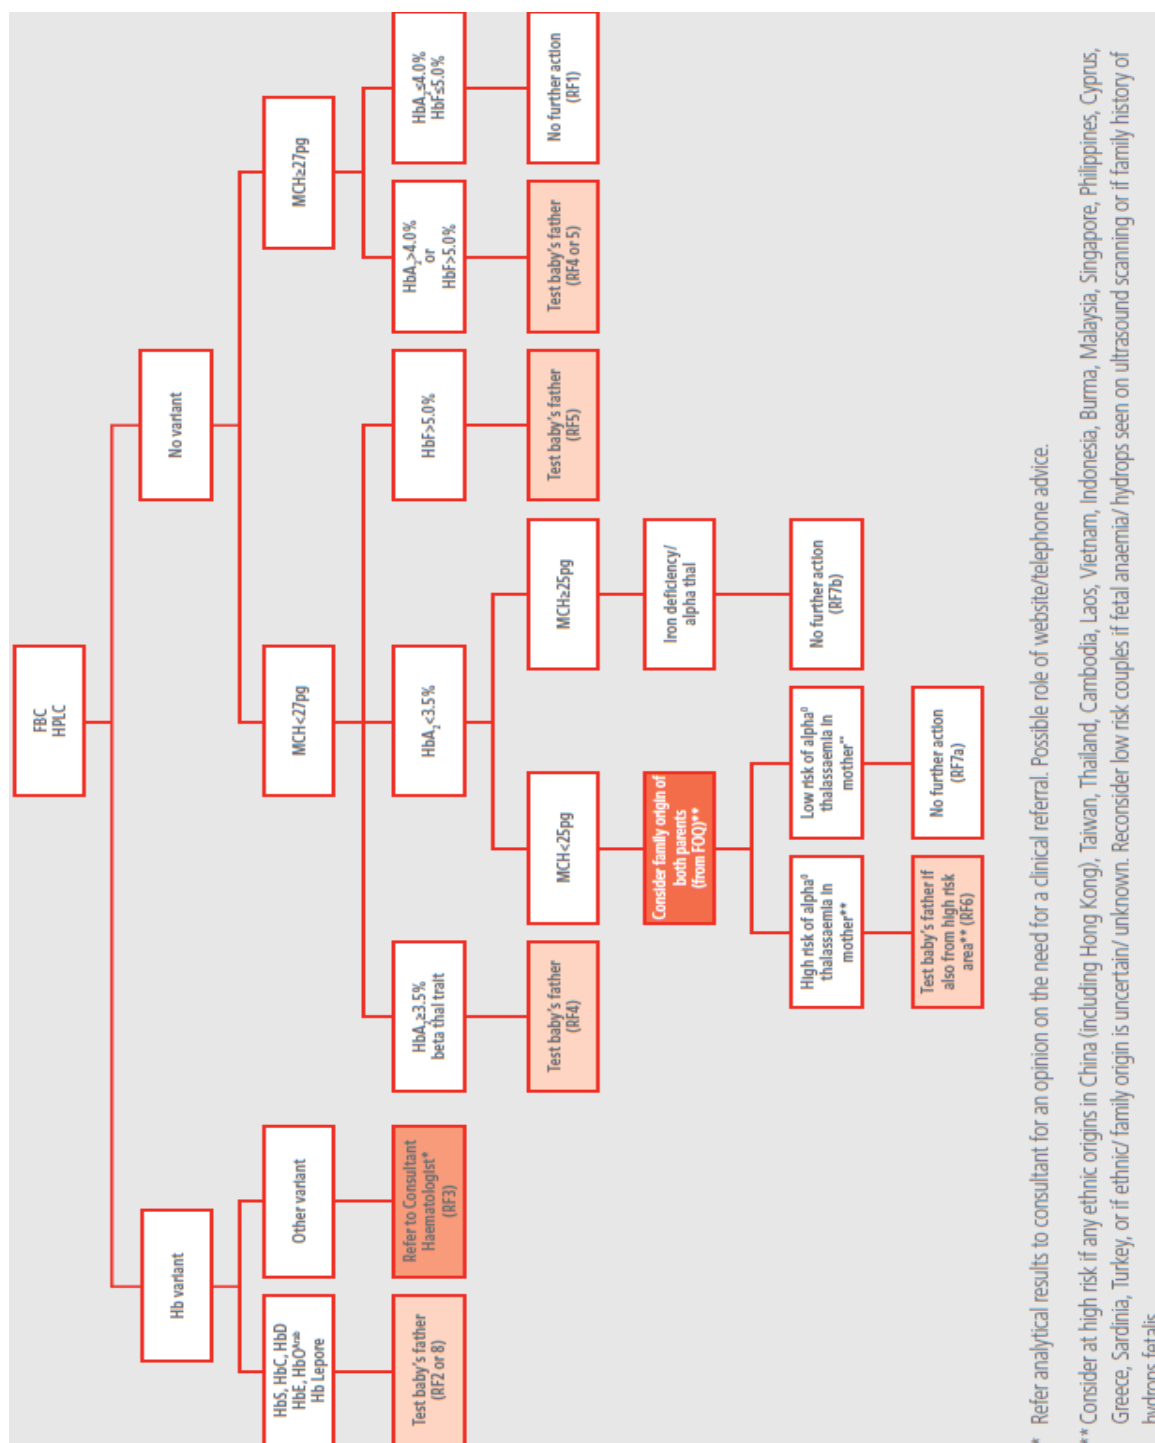 FBC
HPLC
Hb variant
No variant
HbS, HbC, HbD
HbE, HbOᴬʳᵃᵇ
Hb Lepore
Other variant
MCH<27pg
MCH≥27pg
Test baby's father
(RF2 or 8)
Refer to Consultant
Haematologist*
(RF3)
HbA₂≥3.5%
beta thal trait
HbA₂<3.5%
HbF>5.0%
HbA₂>4.0%
or
HbF>5.0%
HbA₂≤4.0%
HbF≤5.0%
Test baby's father
(RF4)
MCH<25pg
MCH≥25pg
Test baby's father
(RF5)
Test baby's father
(RF4 or 5)
No further action
(RF1)
Consider family origin of
both parents
(from FOQ)**
Iron deficiency/
alpha thal
High risk of alpha⁰
thalassaemia in
mother**
Low risk of alpha⁰
thalassaemia in
mother**
No further action
(RF7b)
Test baby's father if
also from high risk
area** (RF6)
No further action
(RF7a)
* Refer analytical results to consultant for an opinion on the need for a clinical referral. Possible role of website/telephone advice.
** Consider at high risk if any ethnic origins in China (including Hong Kong), Taiwan, Thailand, Cambodia, Laos, Vietnam, Indonesia, Burma, Malaysia, Singapore, Philippines, Cyprus,
Greece, Sardinia, Turkey, or if ethnic/ family origin is uncertain/ unknown. Reconsider low risk couples if fetal anaemia/ hydrops seen on ultrasound scanning or if family history of
hydrops fetalis